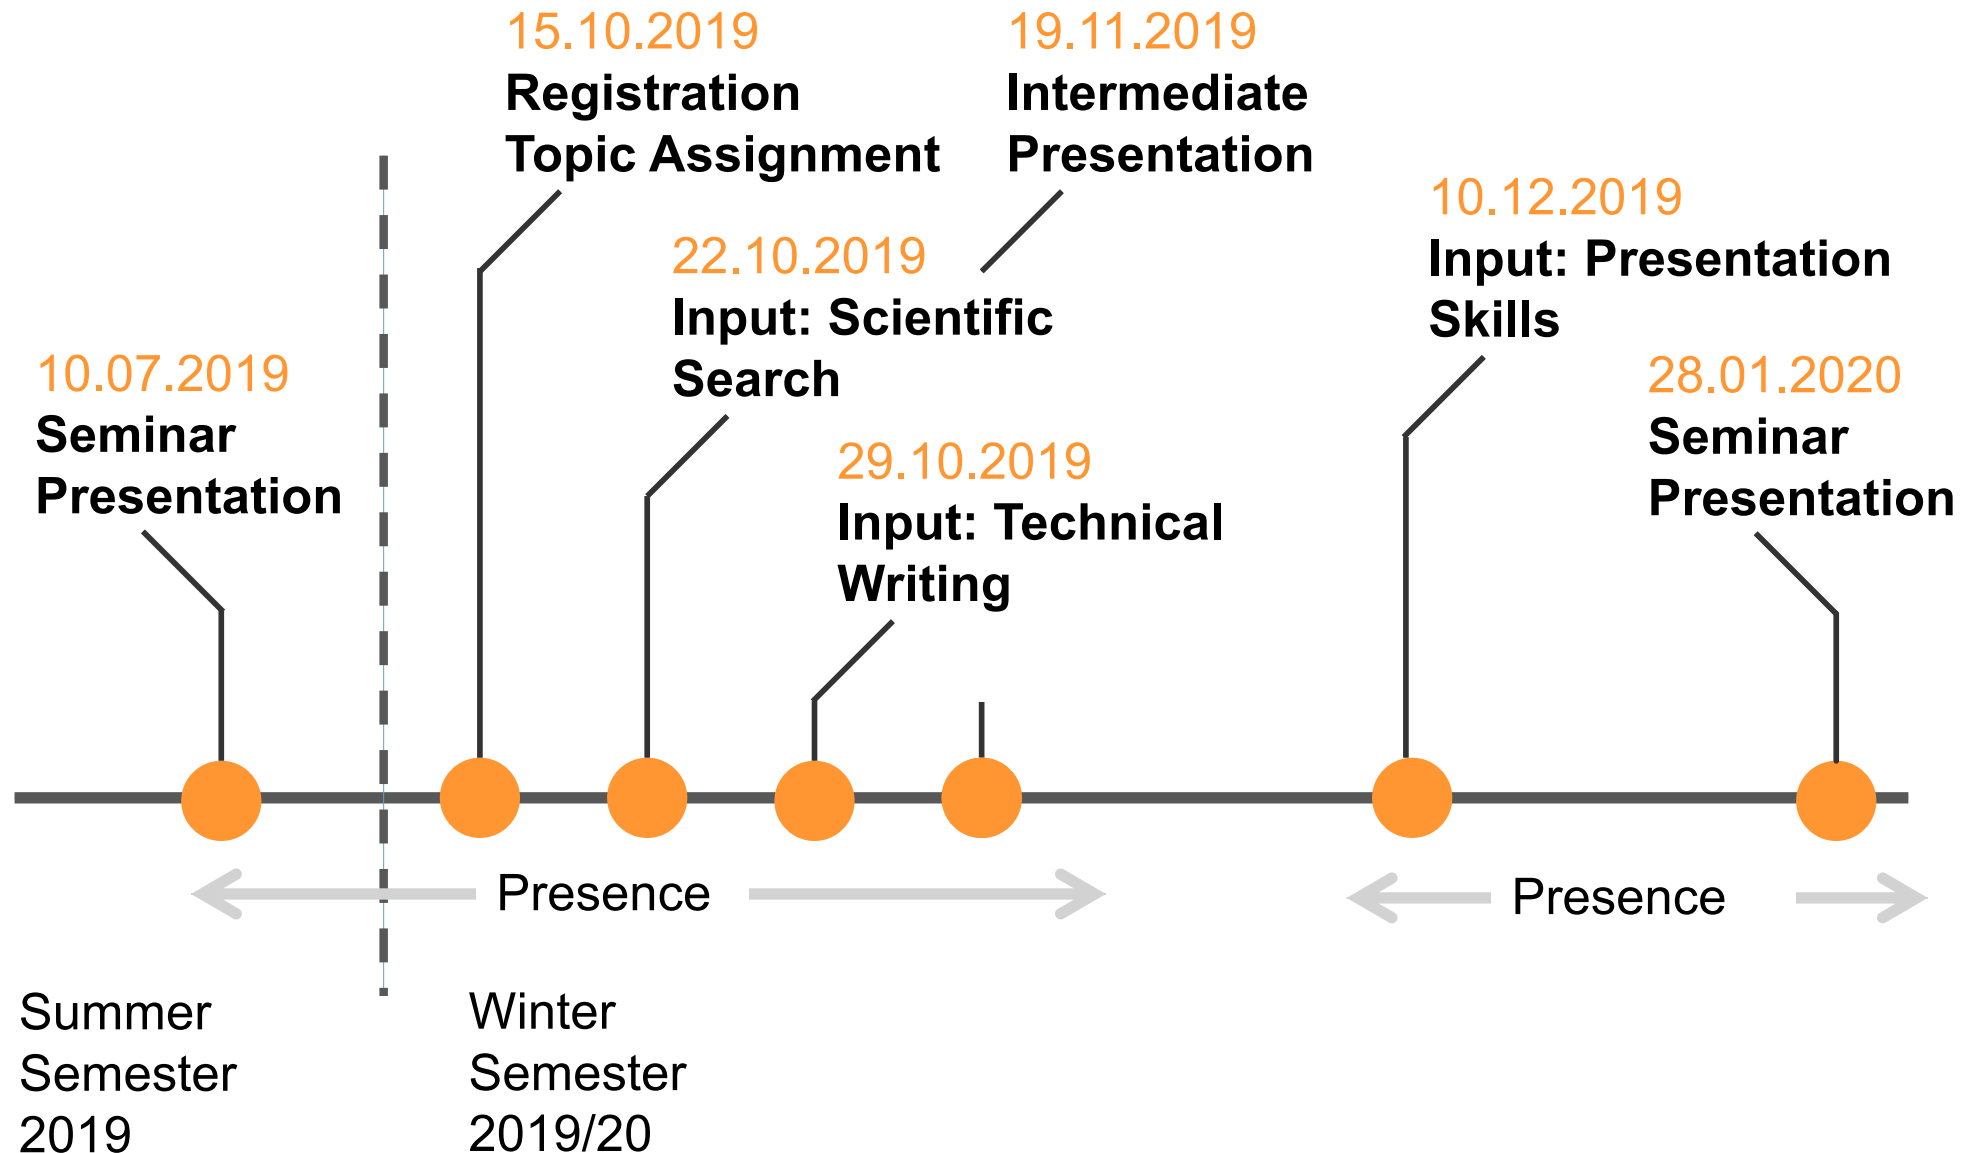 15.10.2019
Registration
Topic Assignment
19.11.2019
Intermediate
Presentation
10.12.2019
Input: Presentation
Skills
22.10.2019
Input: Scientific
Search
10.07.2019
Seminar
Presentation
28.01.2020
Seminar
Presentation
29.10.2019
Input: Technical
Writing
Presence
Presence
Summer
Semester
2019
Winter
Semester
2019/20